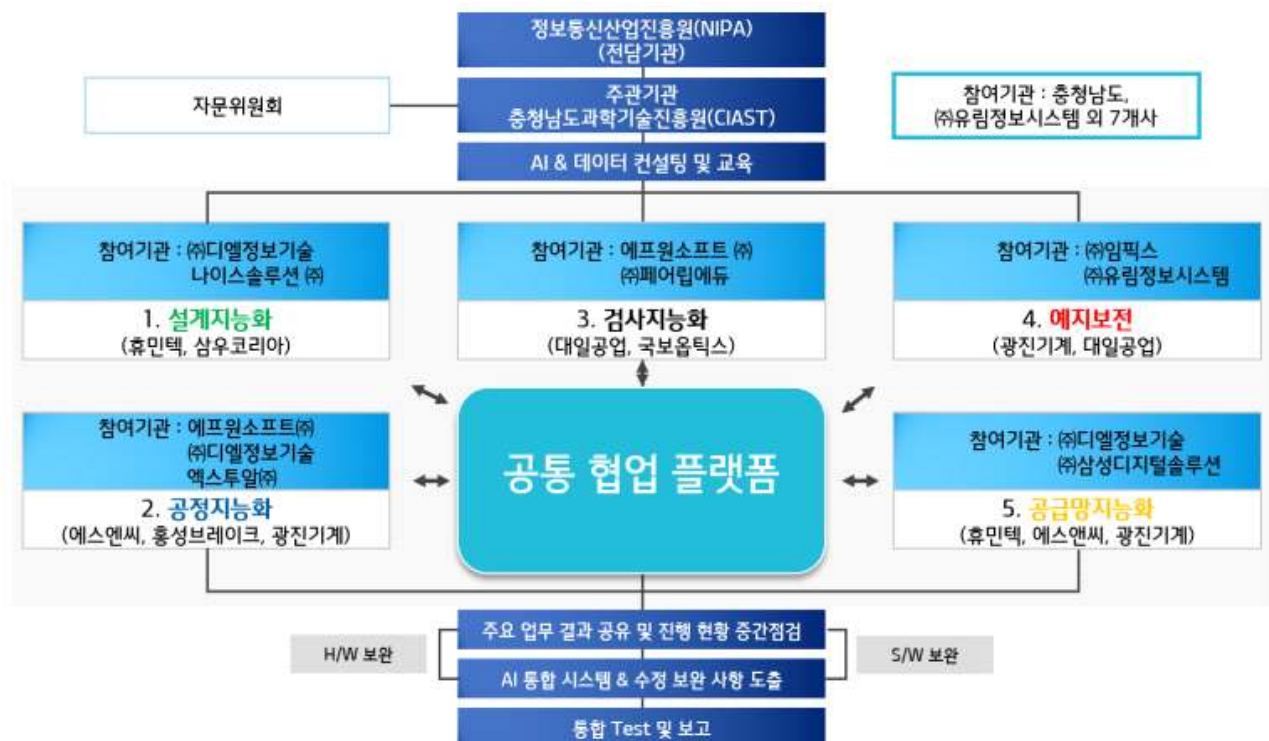 정보통신산업진흥원(NIPA)
(전담기관)
자문위원회
주관기관
충청남도과학기술진흥원(CIAST)
참여기관 : 충청남도,
㈜유림정보시스템 외 7개사
AI & 데이터 컨설팅 및 교육
참여기관 : ㈜디엘정보기술
나이스솔루션 ㈜
1. 설계지능화
(휴민텍, 삼우코리아)
참여기관 : 에프원소프트 ㈜
㈜페어립에듀
3. 검사지능화
(대일공업, 국보옵틱스)
참여기관 : ㈜임픽스
㈜유림정보시스템
4. 예지보전
(광진기계, 대일공업)
참여기관 : 에프원소프트㈜
㈜디엘정보기술
엑스투알㈜
2. 공정지능화
(에스엔씨, 홍성브레이크, 광진기계)
공통 협업 플랫폼
참여기관 : ㈜디엘정보기술
㈜삼성디지털솔루션
5. 공급망지능화
(휴민텍, 에스앤씨, 광진기계)
주요 업무 결과 공유 및 진행 현황 중간점검
H/W 보완
S/W 보완
AI 통합 시스템 & 수정 보완 사항 도출
통합 Test 및 보고